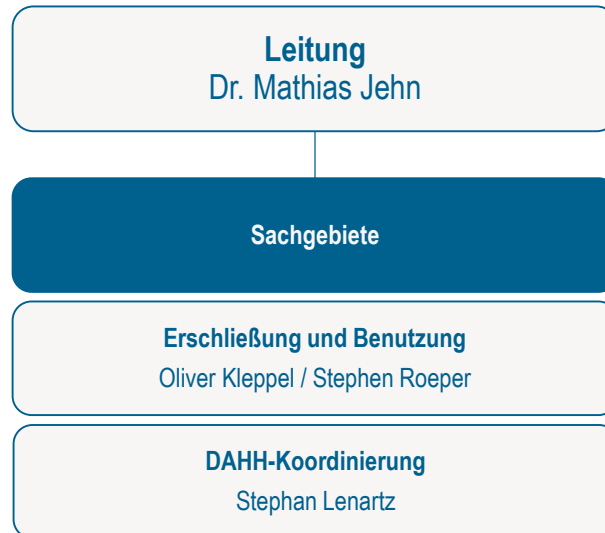 Leitung
Dr. Mathias Jehn
Sachgebiete
Erschließung und Benutzung
Oliver Kleppel / Stephen Roeper
DAHH-Koordinierung
Stephan Lenartz